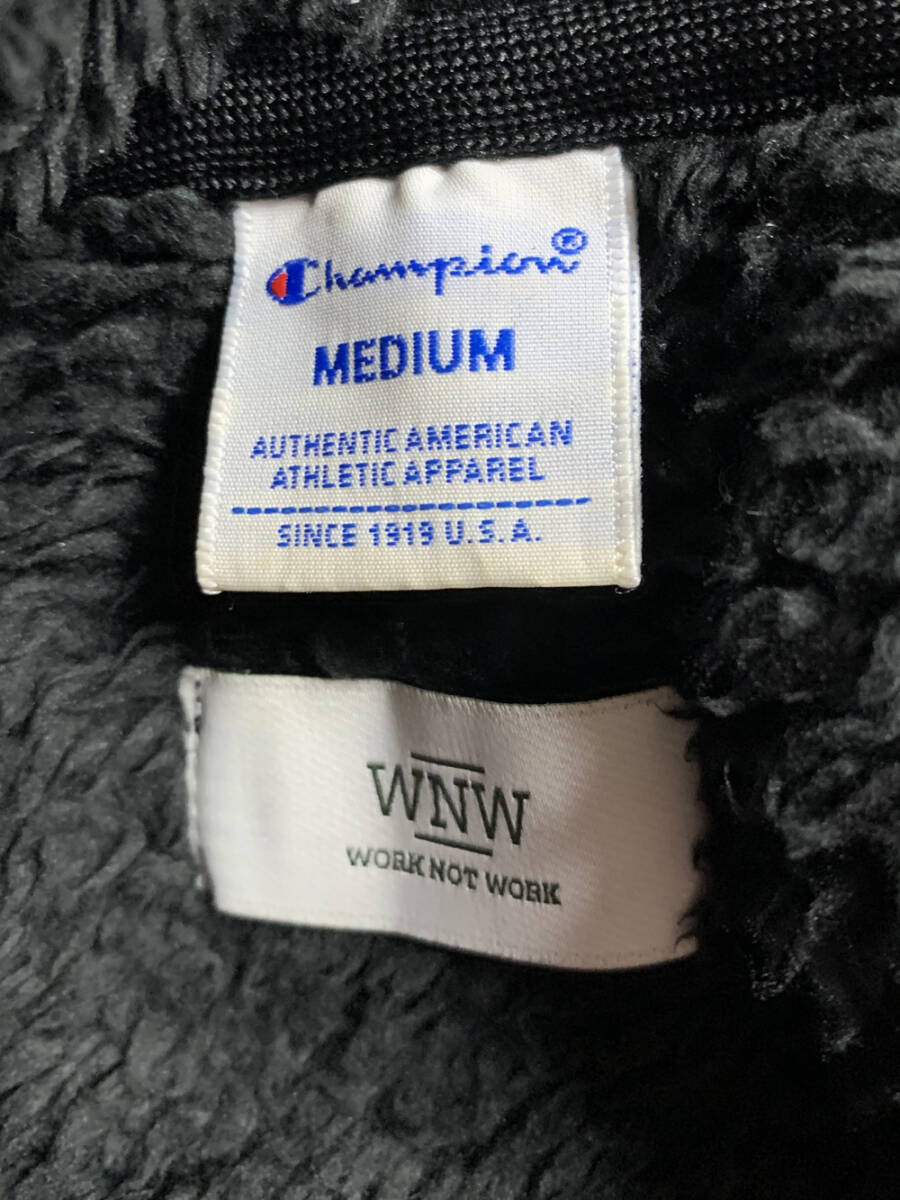 Champion®
MEDIUM
AUTHENTIC AMERICAN
ATHLETIC APPAREL
SINCE 1919 U.S.A.
WNW
WORK NOT WORK